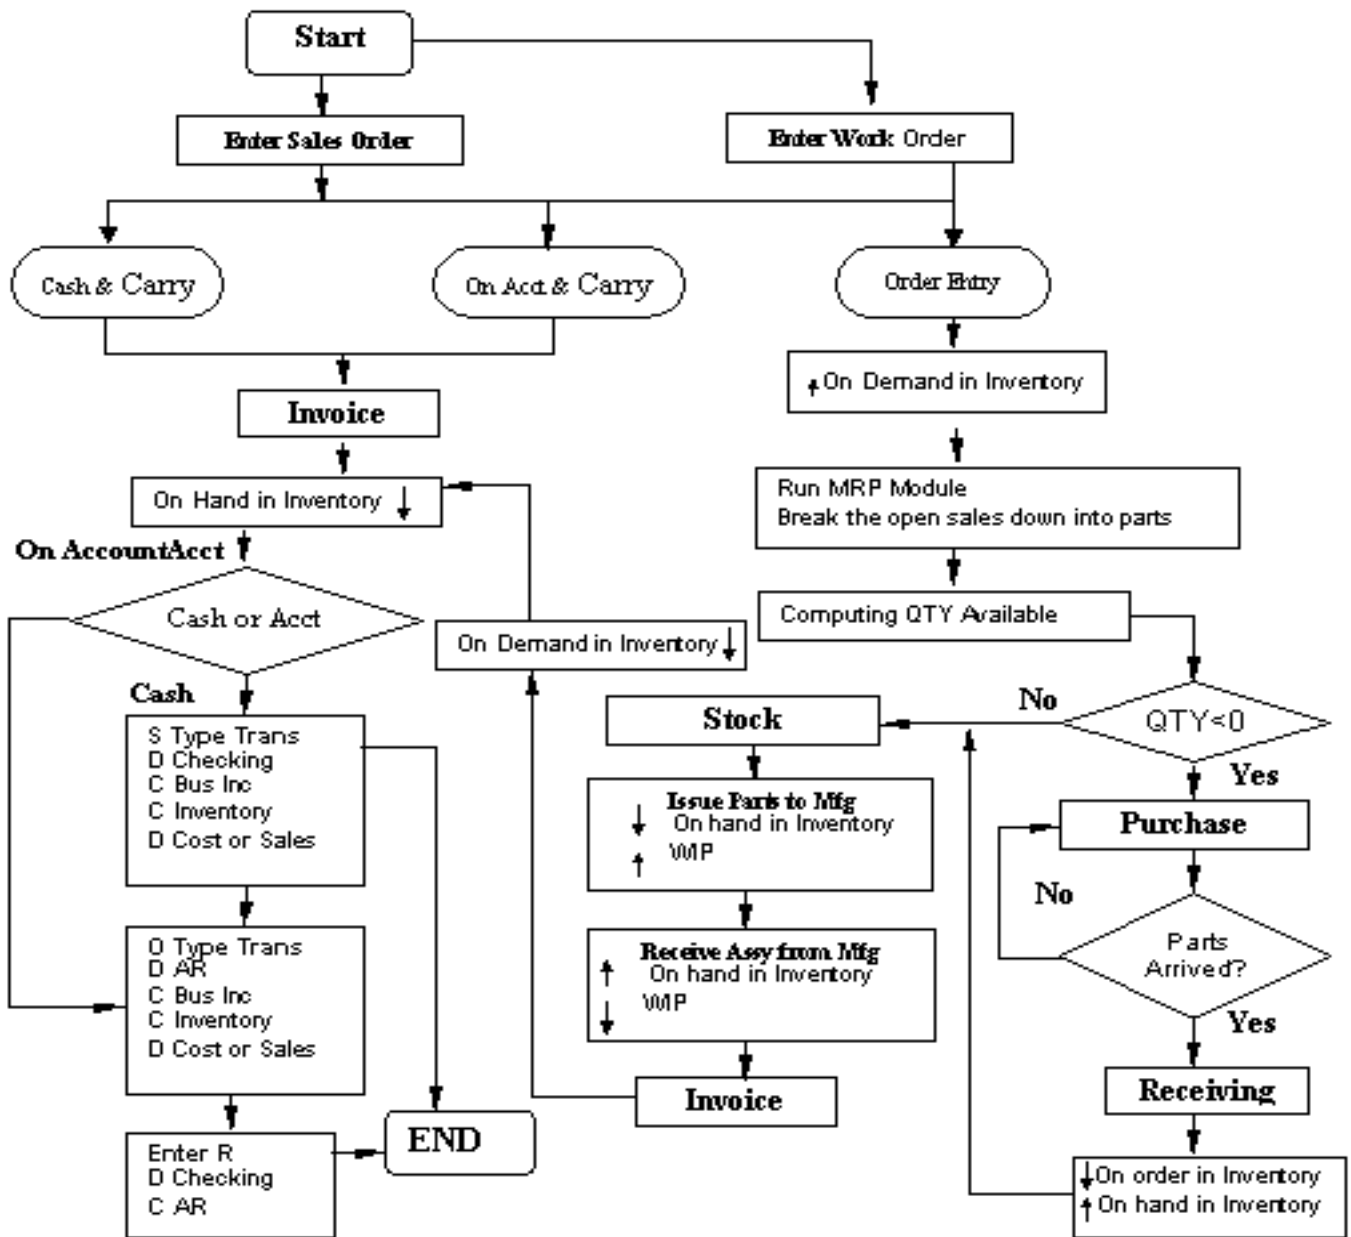 Start
Enter Sales Order
Enter Work Order
Cash & Carry
On Acct & Carry
Order Entry
On Demand in Inventory
Invoice
Run MRP Module
Break the open sales down into parts
On Hand in Inventory
On AccountAcct
Cash or Acct
Computing QTY Available
On Demand in Inventory
Cash
No
QTY<0
Stock
Yes
S Type Trans
D Checking
C Bus Inc
C Inventory
D Cost or Sales
Issue Parts to Mfg
On hand in Inventory
WIP
Purchase
No
Parts
Arrived?
Yes
O Type Trans
D AR
C Bus Inc
C Inventory
D Cost or Sales
Receive Assy from Mfg
On hand in Inventory
WIP
Receiving
Invoice
END
Enter R
D Checking
C AR
On order in Inventory
On hand in Inventory